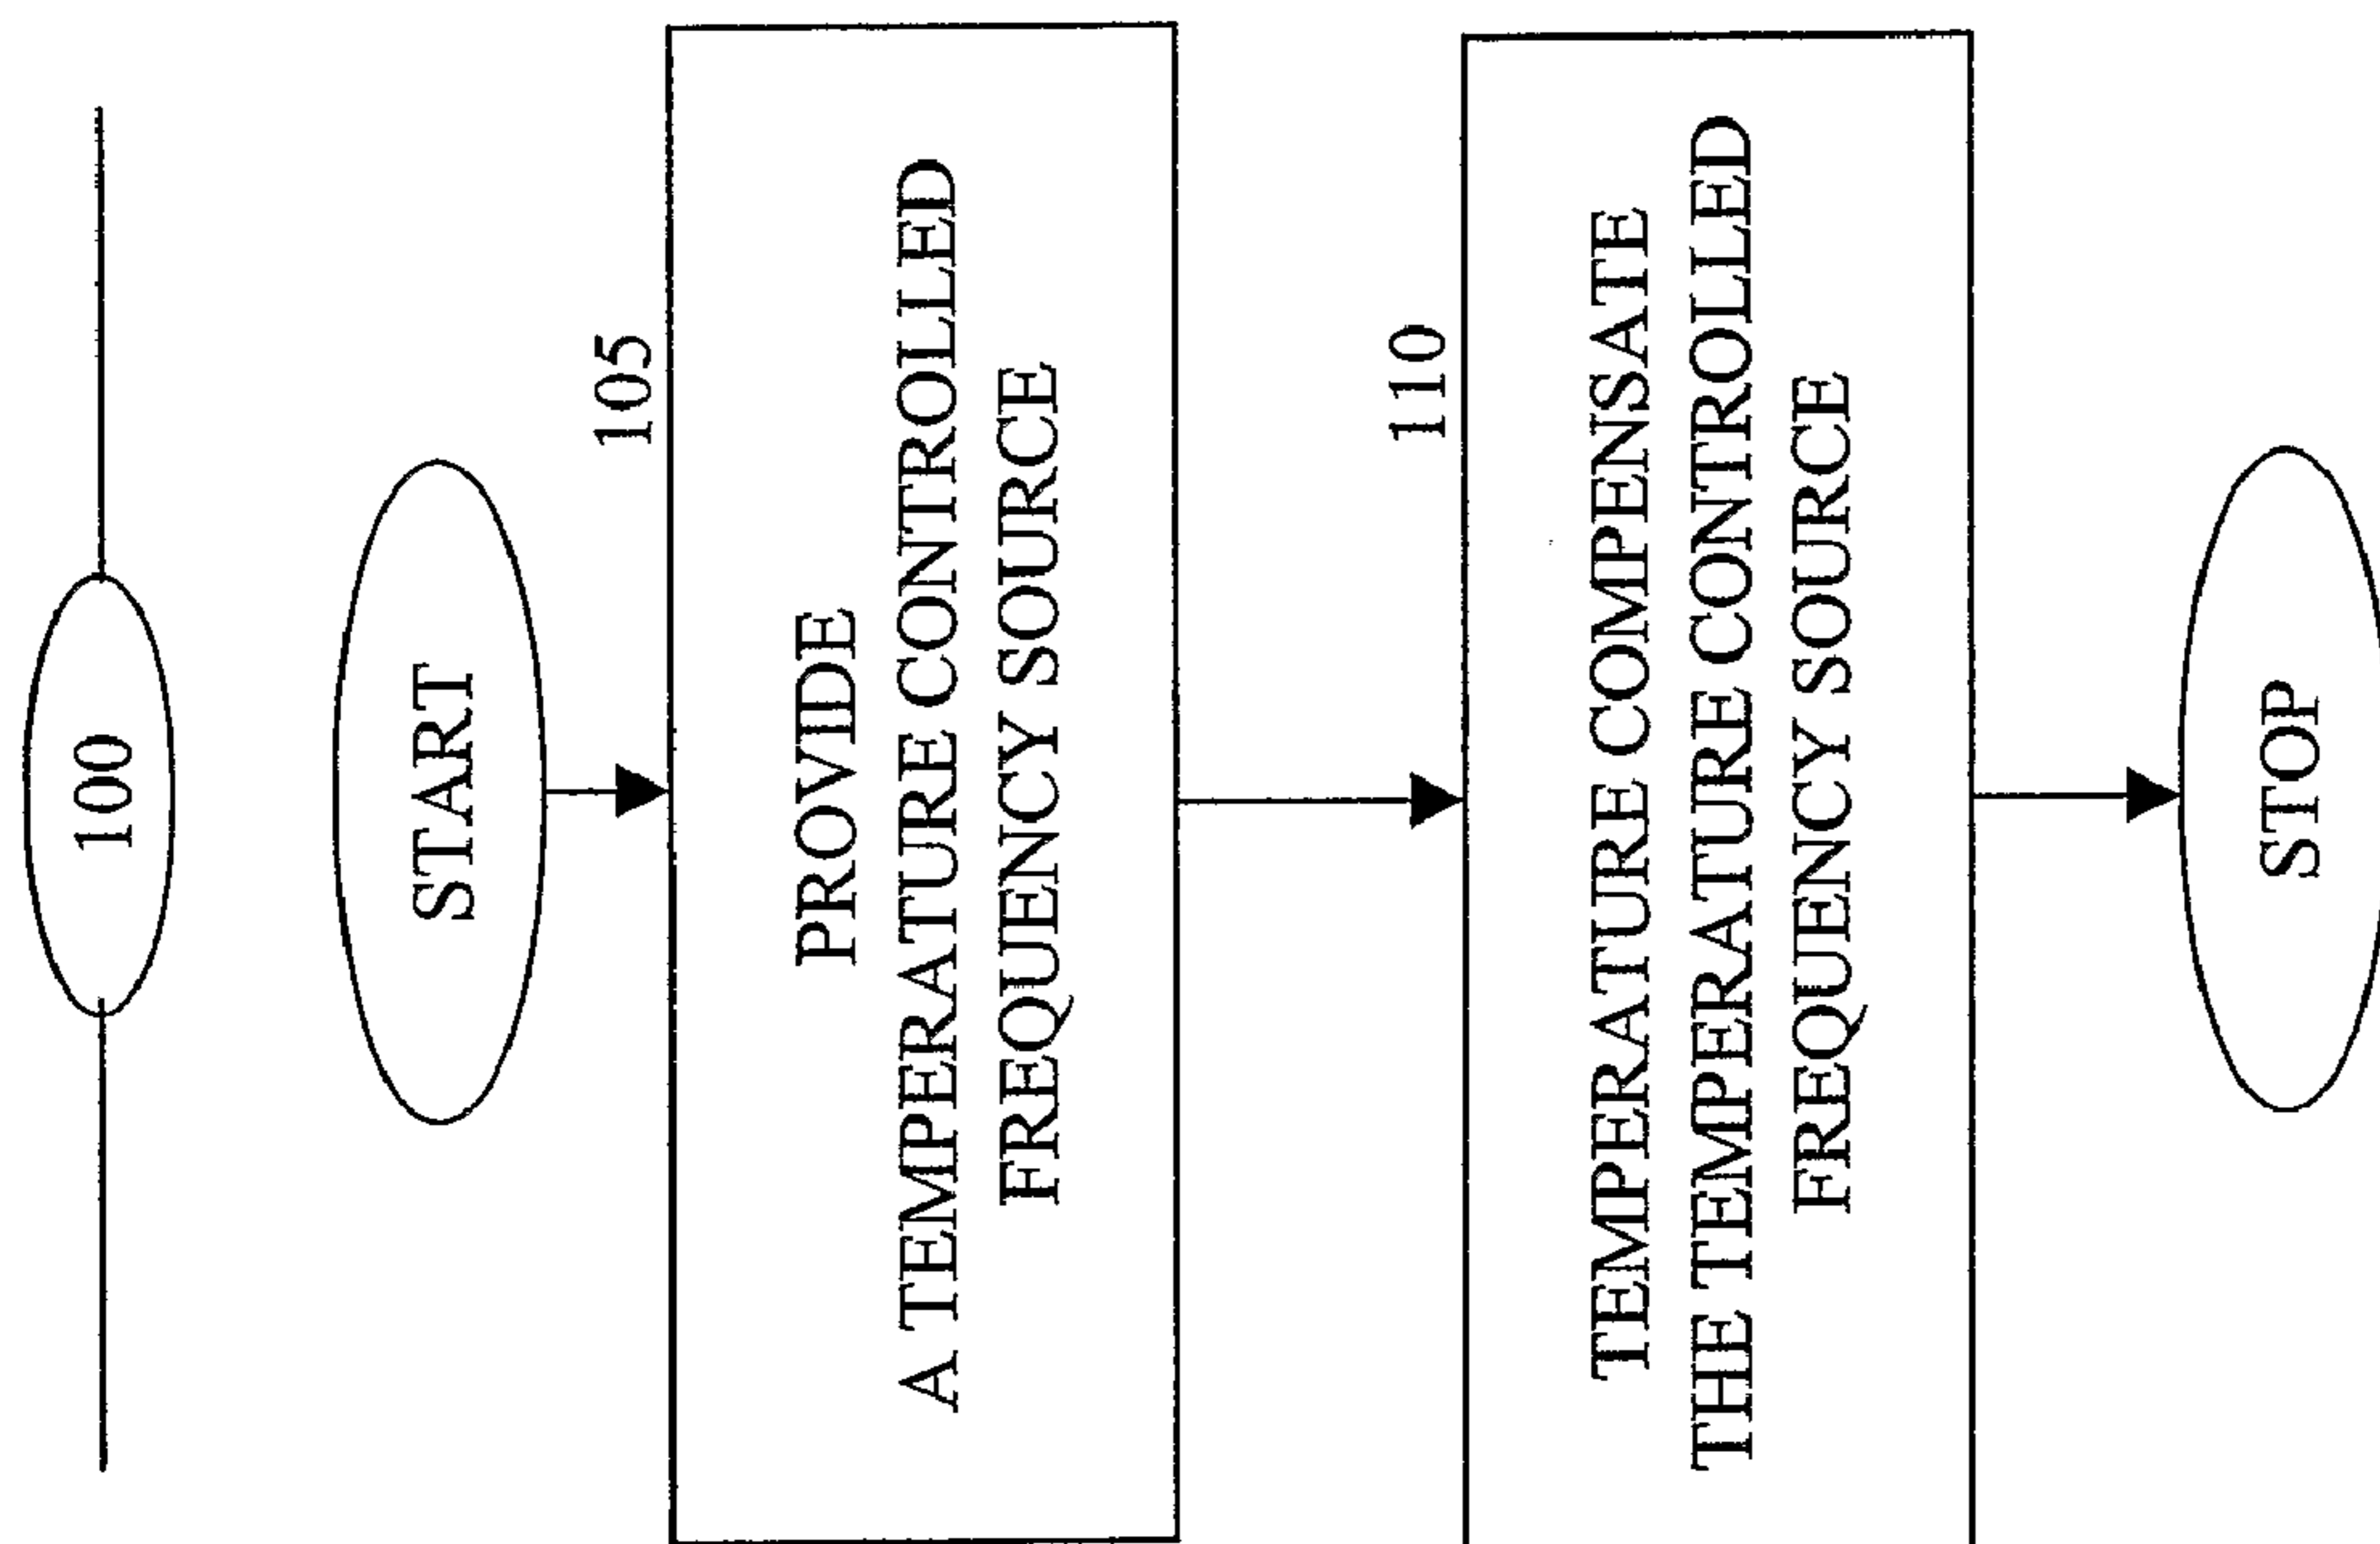 100
START
105
PROVIDE
A TEMPERATURE CONTROLLED
FREQUENCY SOURCE
110
TEMPERATURE COMPENSATE
THE TEMPERATURE CONTROLLED
FREQUENCY SOURCE
STOP